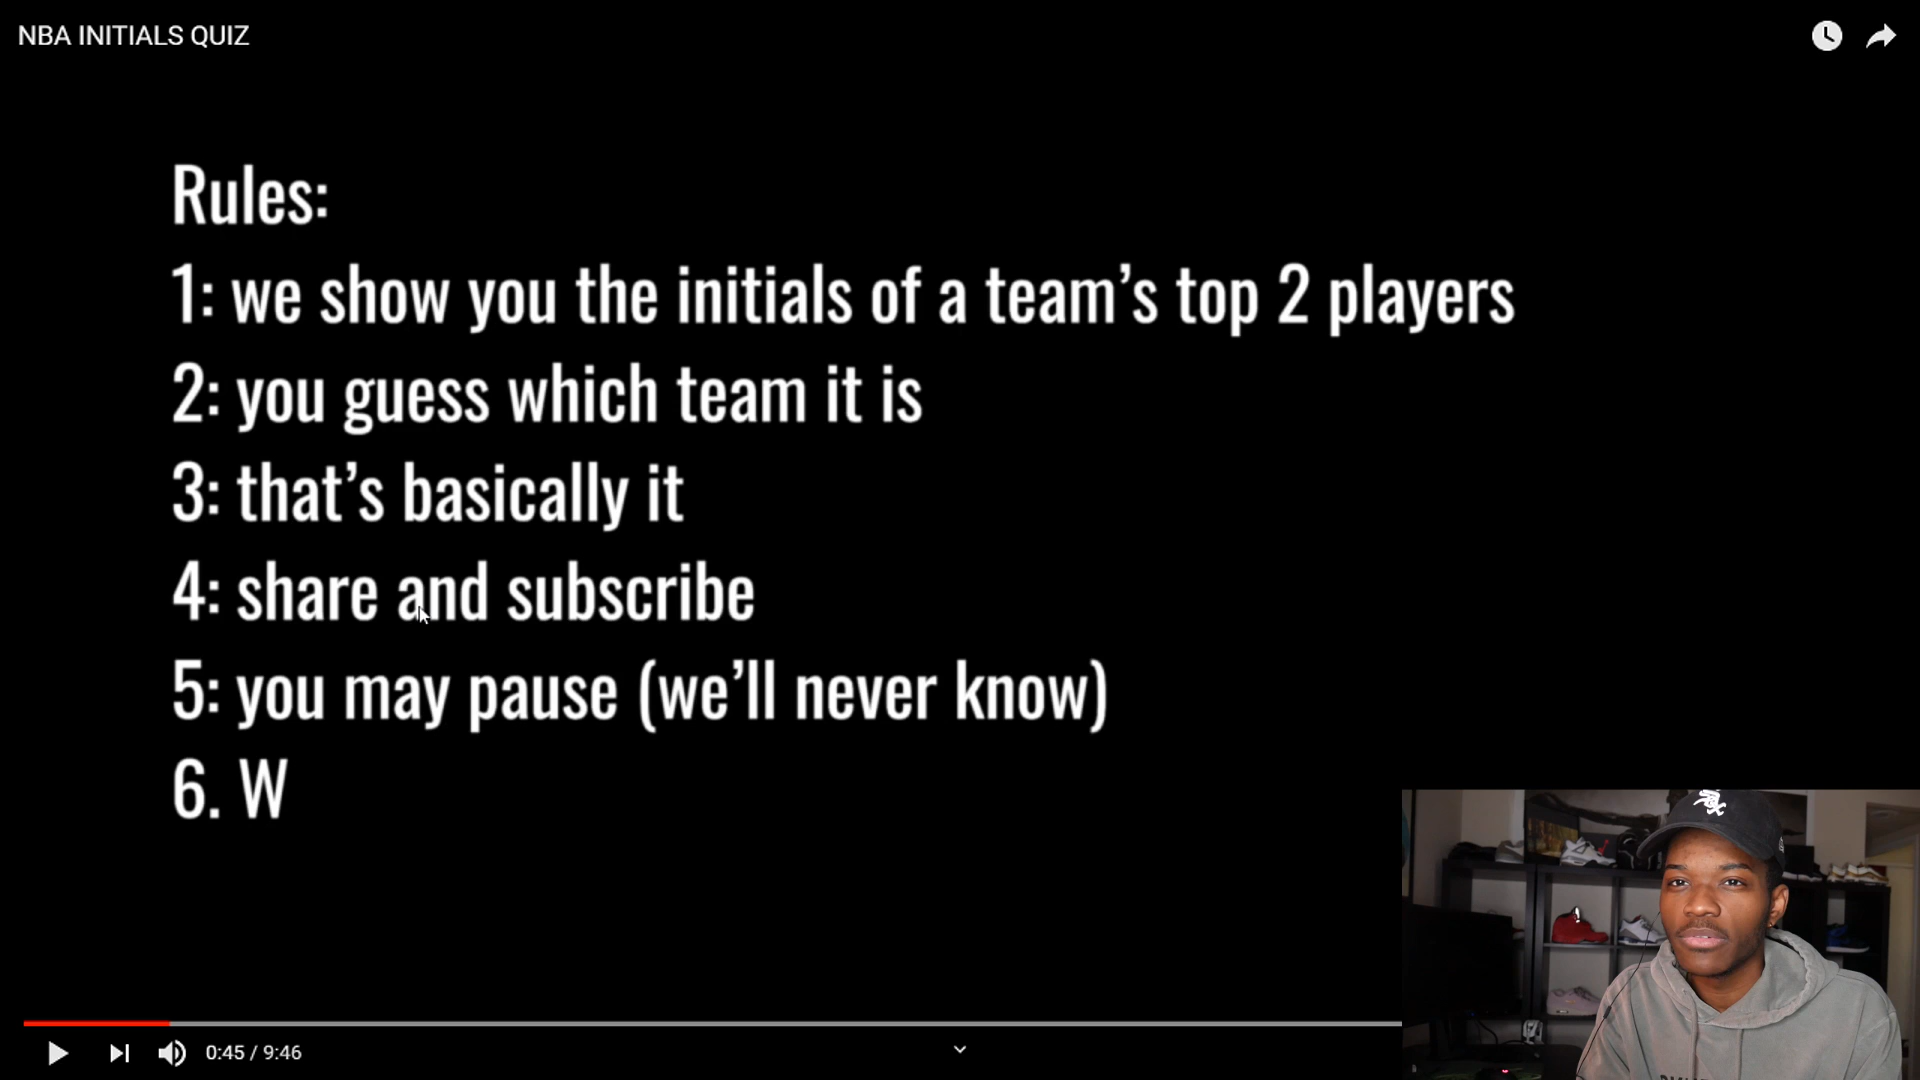 NBA INITIALS QUIZ
Rules:
1: we show you the initials of a team's top 2 players
2: you guess which team it is
3: that's basically it
4: share and subscribe
5: you may pause (we'll never know)
6. W
0:45 / 9:46